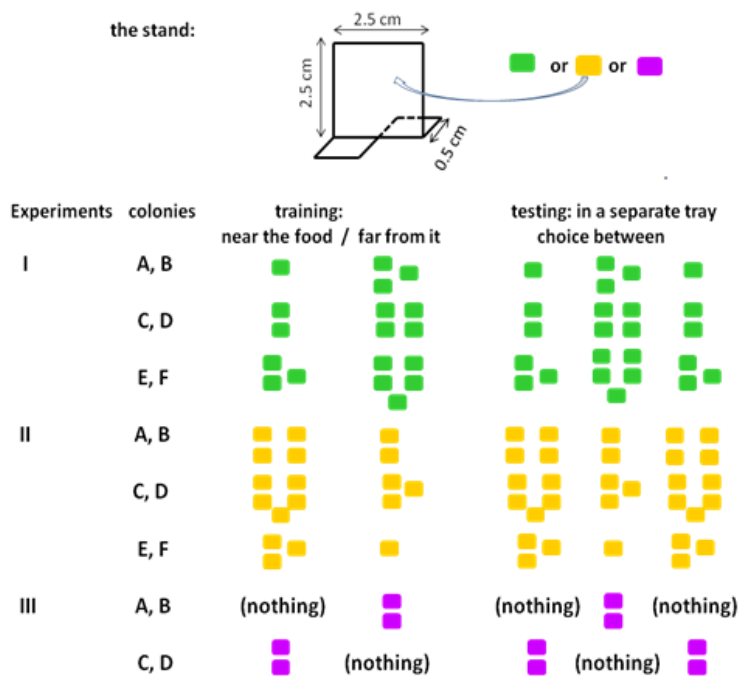 the stand:
2.5 cm
2.5 cm
0.5 cm
or or
Experiments colonies training: testing: in a separate tray
near the food / far from it choice between
I A, B
C, D
E, F
II A, B
C, D
E, F
III A, B (nothing) (nothing) (nothing)
C, D (nothing) (nothing)